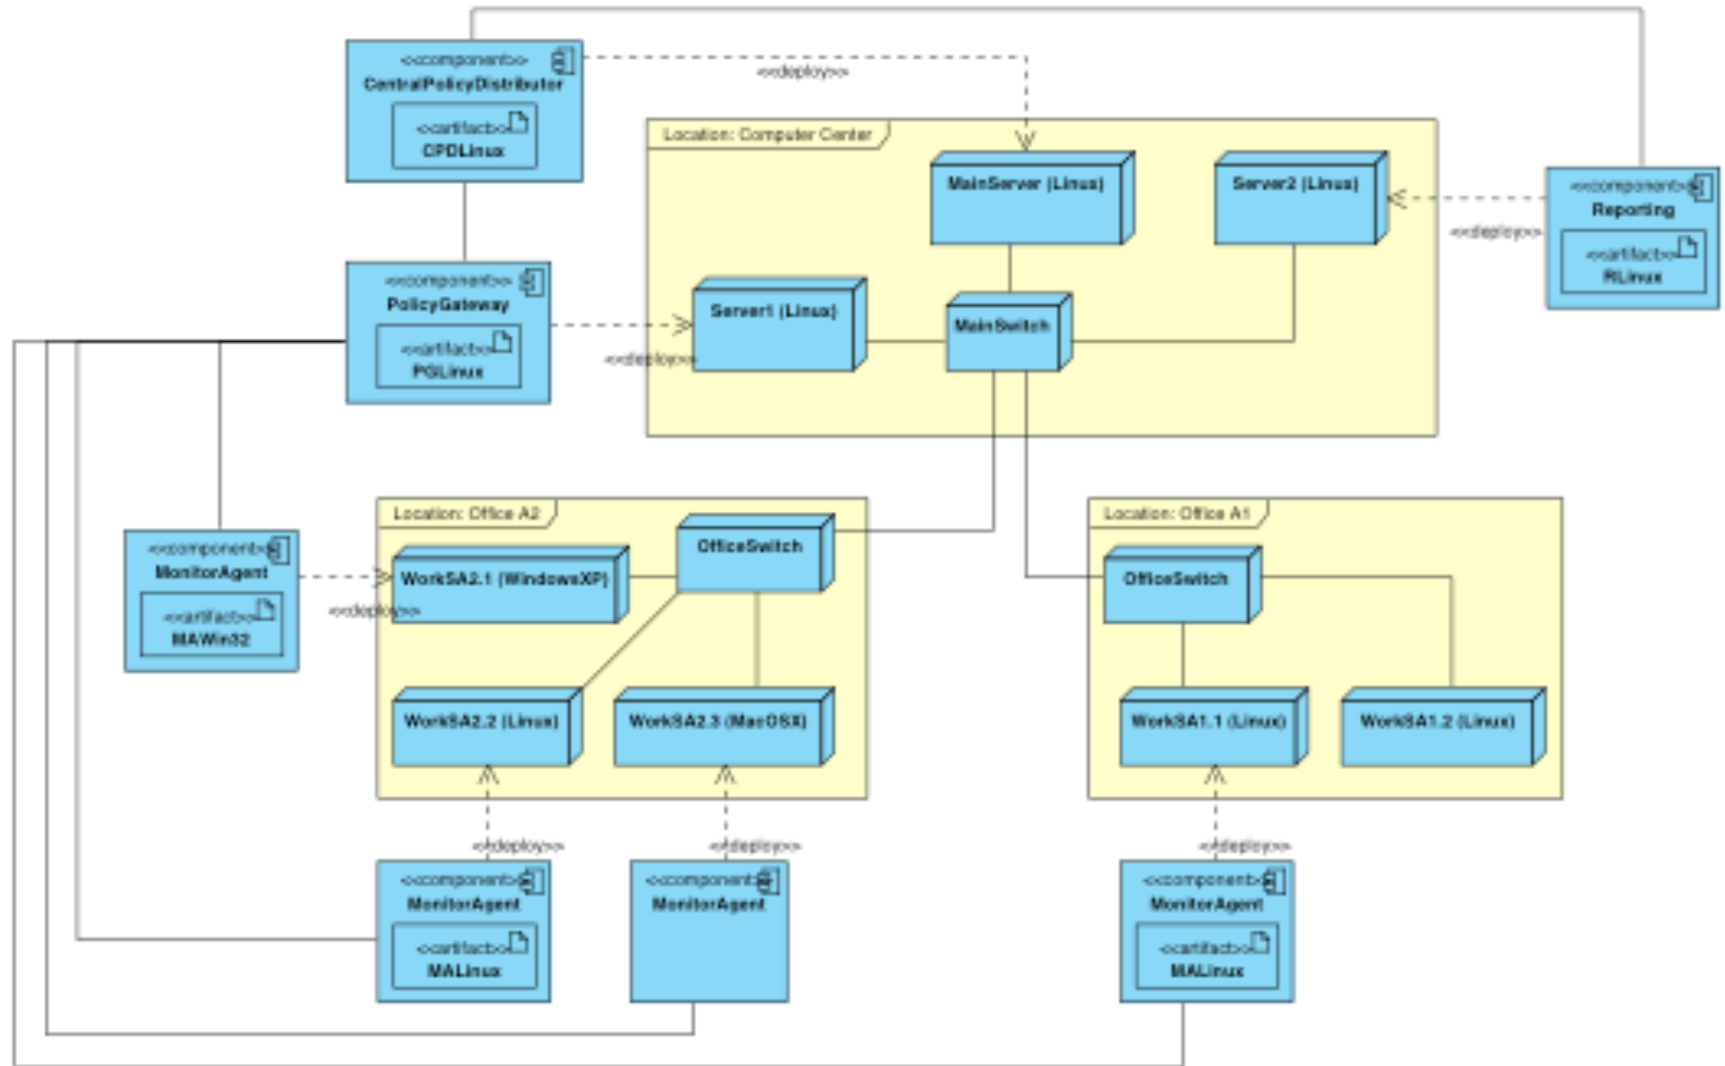 <<component>>
CentralPolicyDistributor
<<artifact>>
CPDLinux
<<deploy>>
Location: Computer Center
MainServer (Linux)
Server2 (Linux)
<<component>>
Reporting
<<artifact>>
RLinux
<<deploy>>
<<component>>
PolicyGateway
<<artifact>>
PGLinux
<<deploy>>
Server1 (Linux)
MainSwitch
Location: Office A2
OfficeSwitch
WorkSA2.1 (WindowsXP)
<<component>>
MonitorAgent
<<artifact>>
MAWin32
<<deploy>>
WorkSA2.2 (Linux)
WorkSA2.3 (MacOSX)
Location: Office A1
OfficeSwitch
WorkSA1.1 (Linux)
WorkSA1.2 (Linux)
<<deploy>>
<<deploy>>
<<deploy>>
<<component>>
MonitorAgent
<<artifact>>
MALinux
<<component>>
MonitorAgent
<<component>>
MonitorAgent
<<artifact>>
MALinux